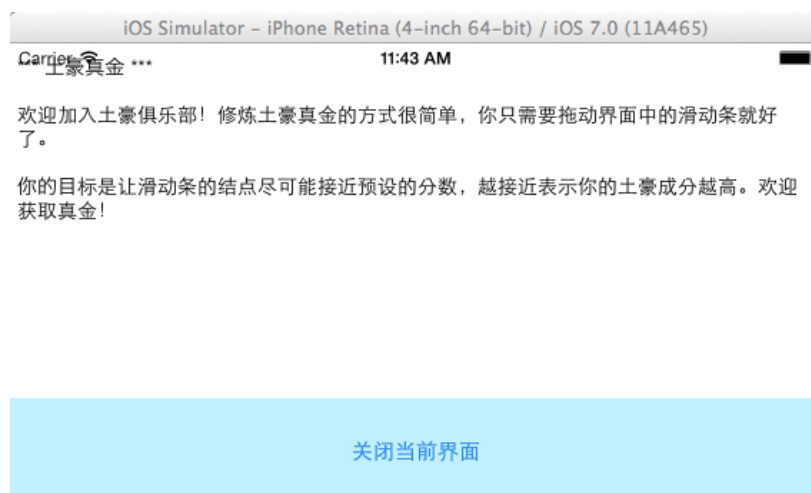 iOS Simulator – iPhone Retina (4-inch 64-bit) / iOS 7.0 (11A465)
Carrier 11:43 AM
*** 土豪真金 ***
欢迎加入土豪俱乐部！修炼土豪真金的方式很简单，你只需要拖动界面中的滑动条就好
了。
你的目标是让滑动条的结点尽可能接近预设的分数，越接近表示你的土豪成分越高。欢迎
获取真金！
关闭当前界面